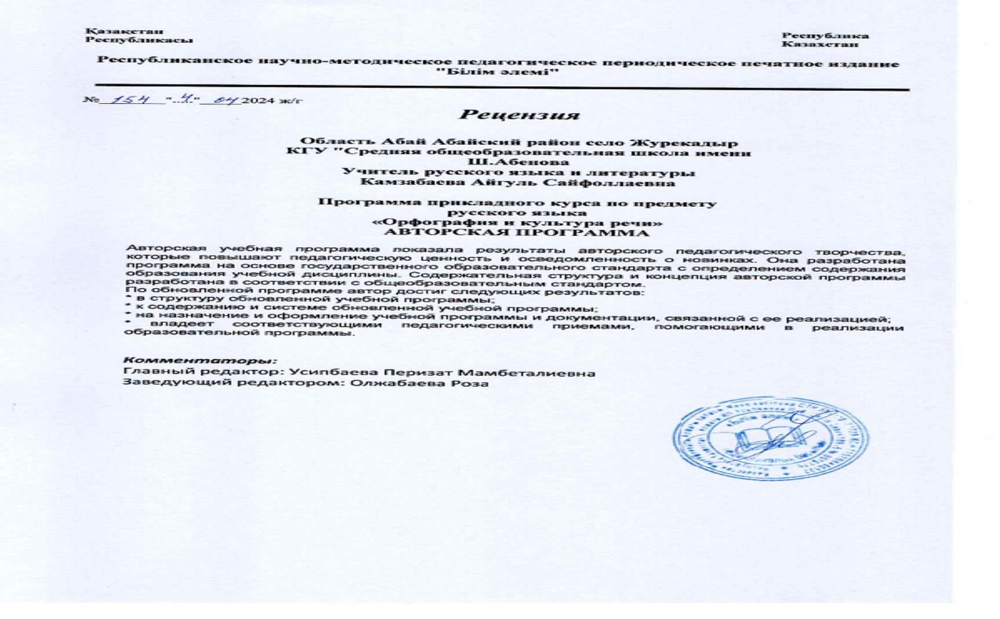 Қазақстан
Республикасы
Республика
Казахстан
Республиканское научно-методическое педагогическое периодическое печатное издание
"Білім әлемі"
№ 154 "4" 04 2024 ж/г
Рецензия
Область Абай Абайский район село Журекадыр
КГУ "Средняя общеобразовательная школа имени
Ш.Абенова
Учитель русского языка и литературы
Камзабаева Айгуль Сайфоллаевна
Программа прикладного курса по предмету
русского языка
«Орфография и культура речи»
АВТОРСКАЯ ПРОГРАММА
Авторская учебная программа показала результаты авторского педагогического творчества,
которые повышают педагогическую ценность и осведомленность о новинках. Она разработана
программа на основе государственного образовательного стандарта с определением содержания
образования учебной дисциплины. Содержательная структура и концепция авторской программы
разработана в соответствии с общеобразовательным стандартом.
По обновленной программе автор достиг следующих результатов:
* в структуру обновленной учебной программы;
* к содержанию и системе обновленной учебной программы;
* на назначение и оформление учебной программы и документации, связанной с ее реализацией;
* владеет соответствующими педагогическими приемами, помогающими в реализации
образовательной программы.
Комментаторы:
Главный редактор: Усипбаева Перизат Мамбеталиевна
Заведующий редактором: Олжабаева Роза
«Білім әлемі»